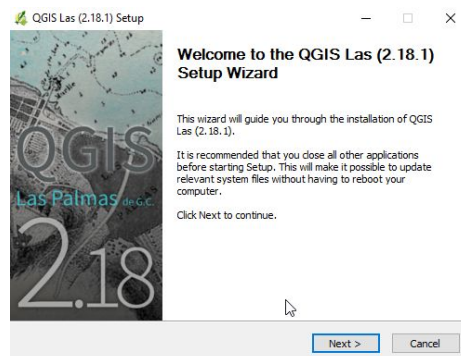 QGIS Las (2.18.1) Setup
Welcome to the QGIS Las (2.18.1)
Setup Wizard
This wizard will guide you through the installation of QGIS
Las (2.18.1).
It is recommended that you close all other applications
before starting Setup. This will make it possible to update
relevant system files without having to reboot your
computer.
Click Next to continue.
QGIS
Las Palmas de G.C.
2.18
Next >
Cancel